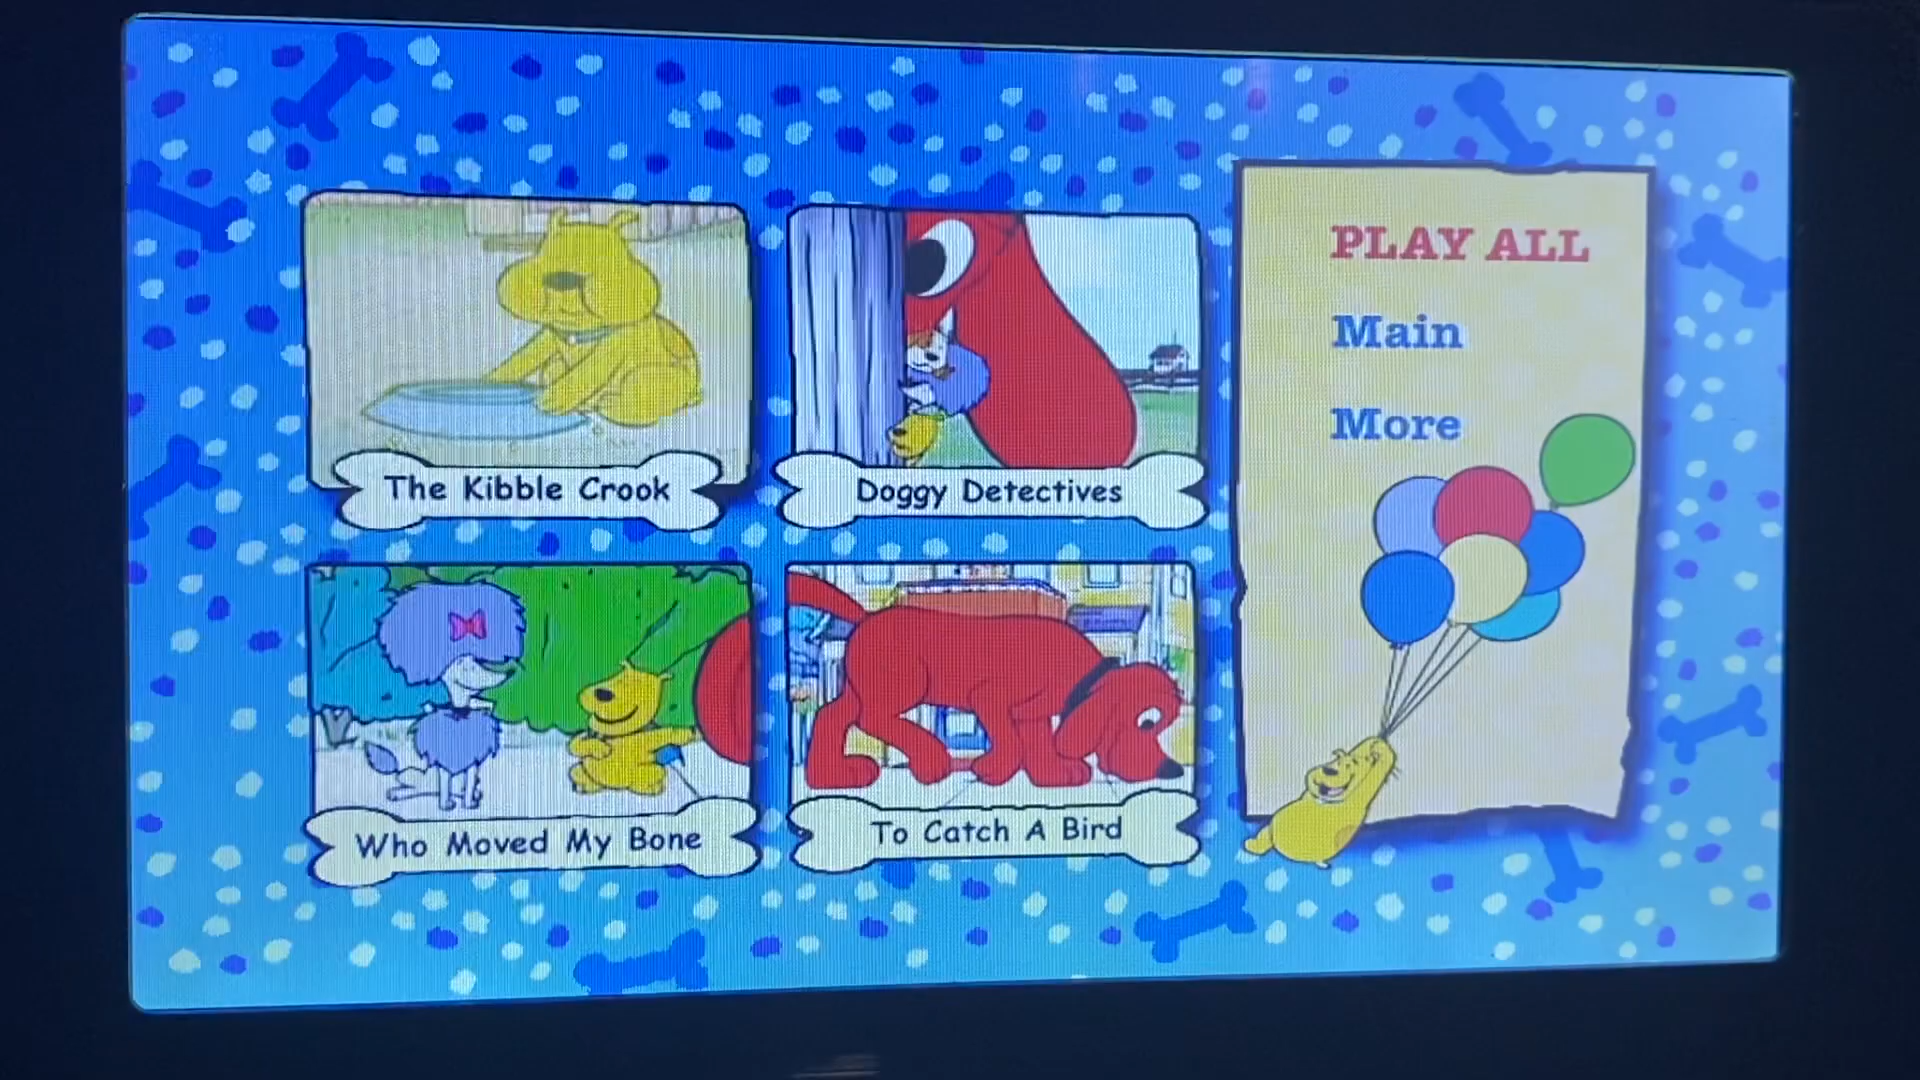 The Kibble Crook
Doggy Detectives
Who Moved My Bone
To Catch A Bird
PLAY ALL
Main
More